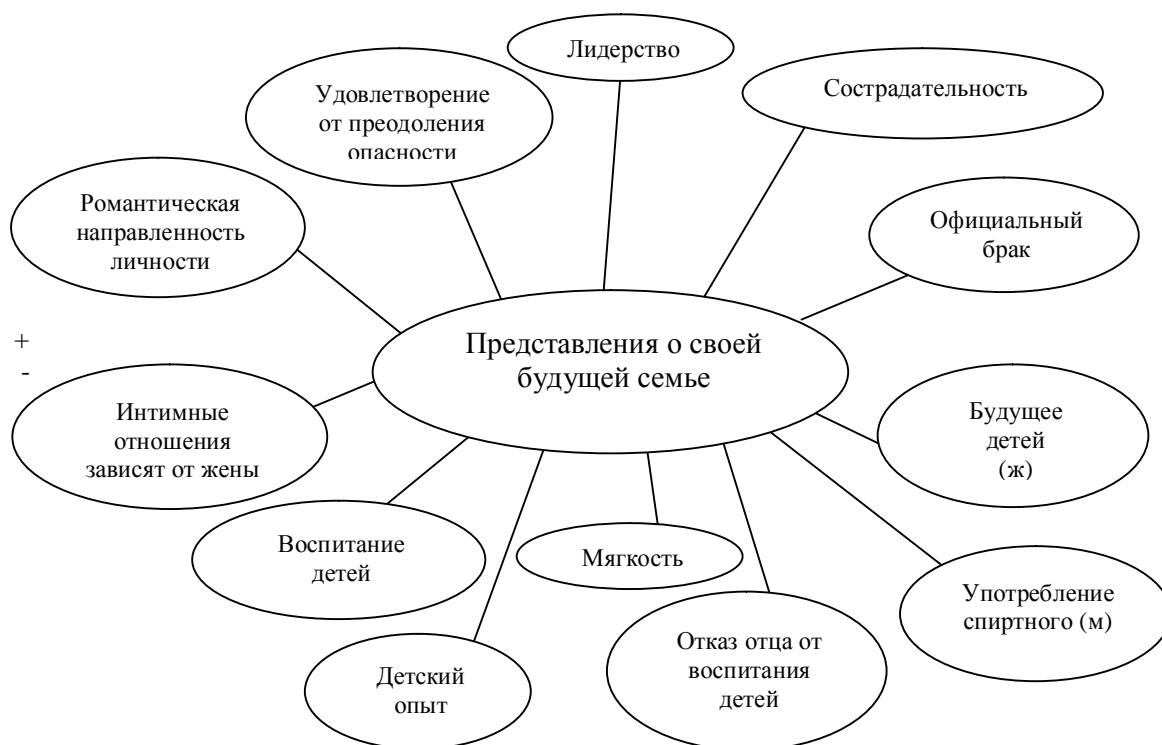 Лидерство
Удовлетворение
от преодоления
опасности
Сострадательность
Романтическая
направленность
личности
Официальный
брак
+
-
Представления о своей
будущей семье
Интимные
отношения
зависят от жены
Будущее
детей
(ж)
Воспитание
детей
Мягкость
Употребление
спиртного (м)
Детский
опыт
Отказ отца от
воспитания
детей